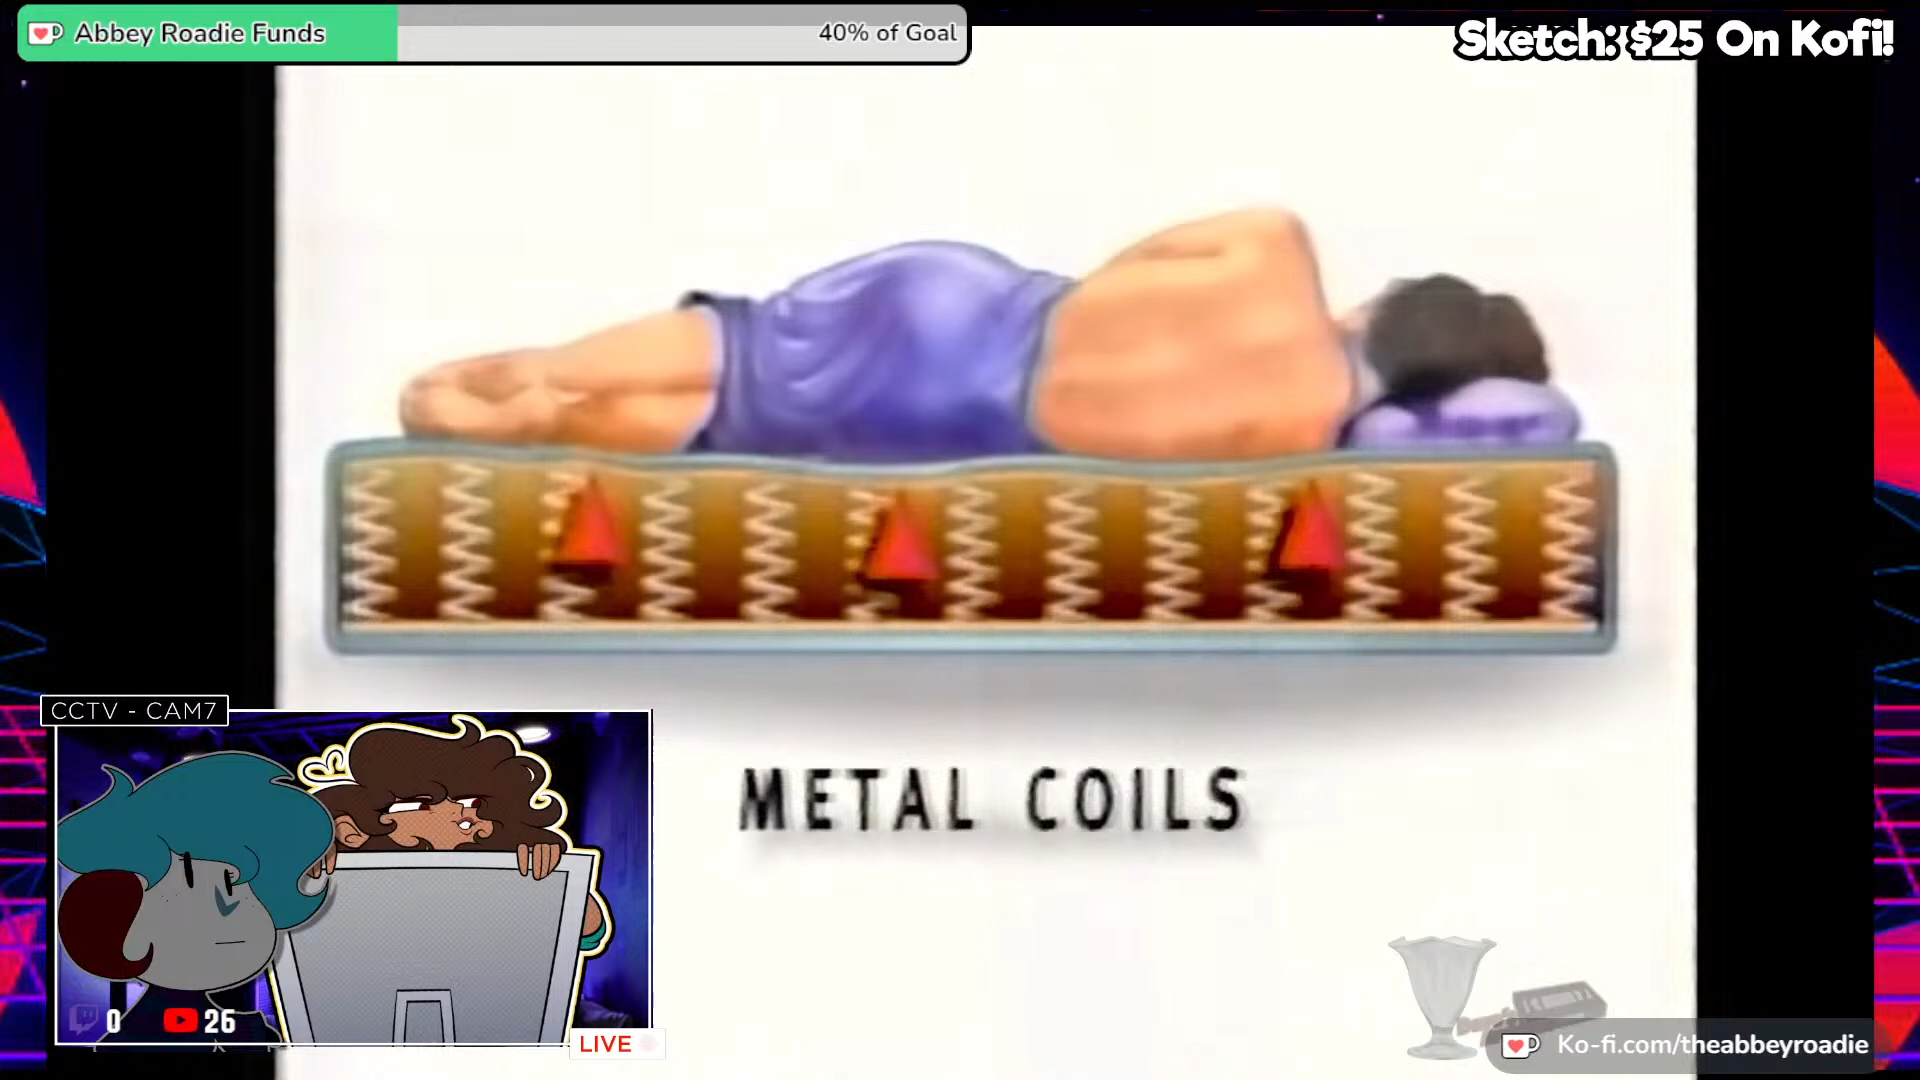 Abbey Roadie Funds
40% of Goal
Sketch: $25 On Kofi!
METAL COILS
CCTV - CAM7
0
26
LIVE
Ko-fi.com/theabbeyroadie